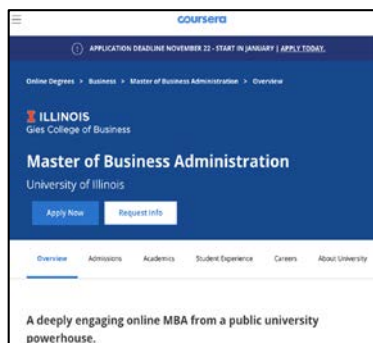 coursera
APPLICATION DEADLINE NOVEMBER 22 - START IN JANUARY | APPLY TODAY.
Online Degrees > Business > Master of Business Administration > Overview
I ILLINOIS
Gies College of Business
Master of Business Administration
University of Illinois
Apply Now Request Info
Overview Admissions Academics Student Experience Careers About University
A deeply engaging online MBA from a public university
powerhouse.